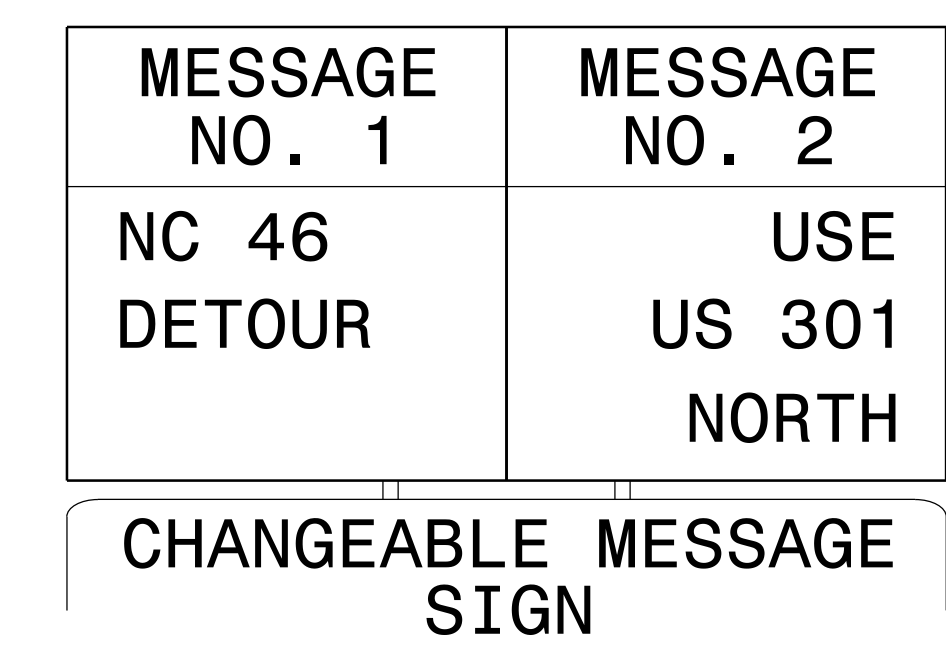 MESSAGE
NO. 1
MESSAGE
NO. 2
NC 46
DETOUR
USE
US 301
NORTH
CHANGEABLE MESSAGE
SIGN